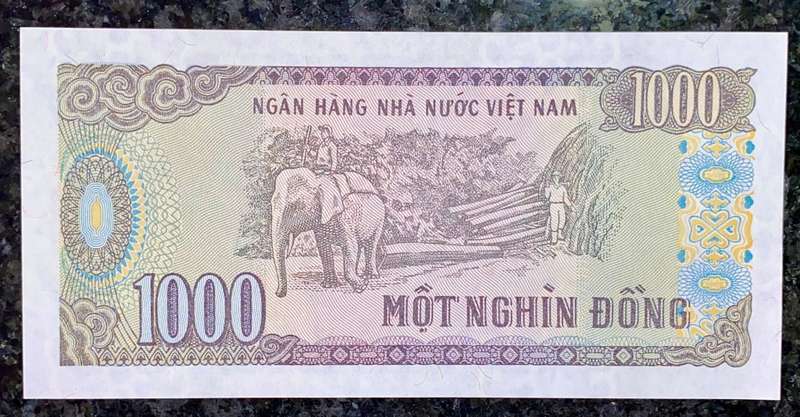 NGÂN HÀNG NHÀ NƯỚC VIỆT NAM
1000
1000
MỘT NGHÌN ĐỒNG